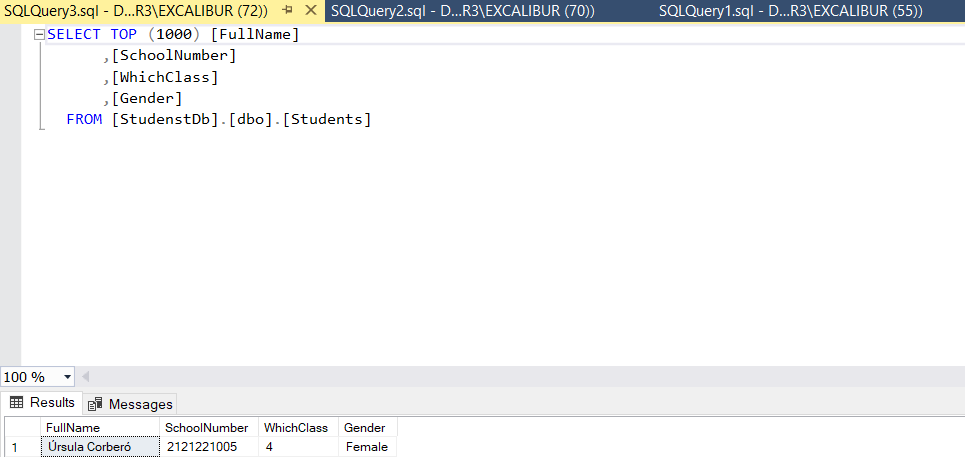 SQLQuery3.sql - D...R3\EXCALIBUR (72)) SQLQuery2.sql - D...R3\EXCALIBUR (70)) SQLQuery1.sql - D...R3\EXCALIBUR (55))
SELECT TOP (1000) [FullName]
,[SchoolNumber]
,[WhichClass]
,[Gender]
FROM [StudenstDb].[dbo].[Students]
100 %
Results Messages
FullName SchoolNumber WhichClass Gender
1 Úrsula Corberó 2121221005 4 Female